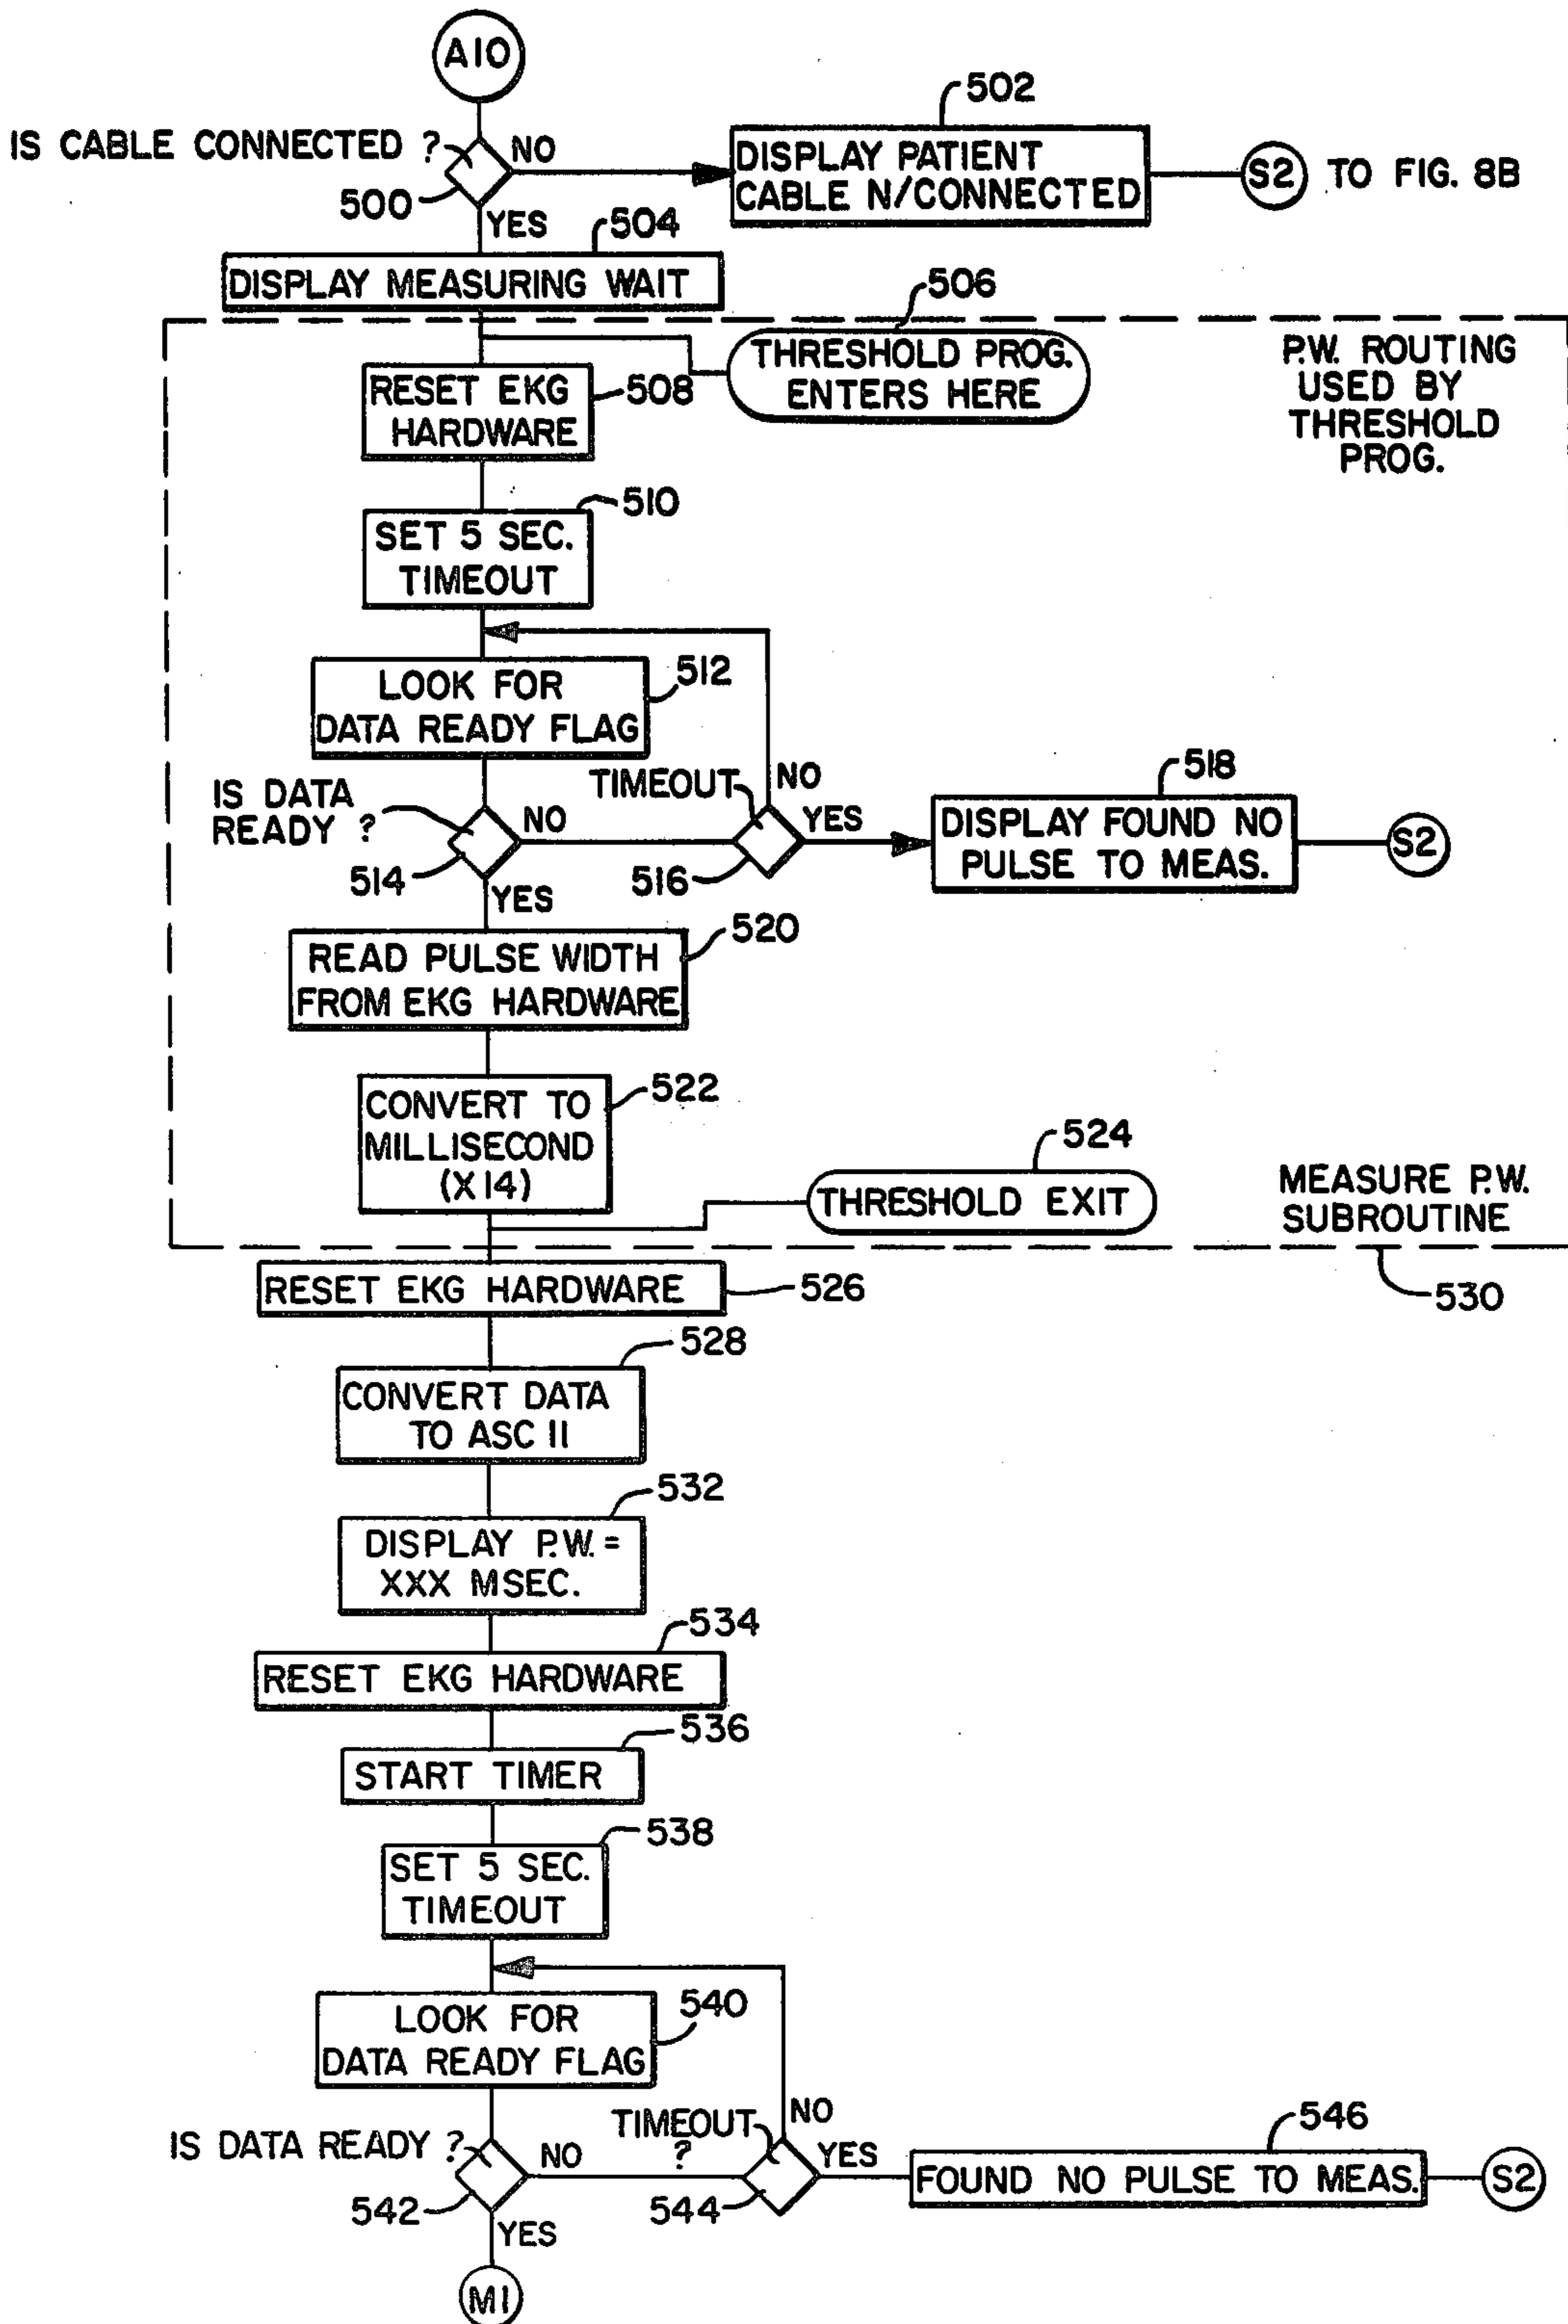 A10
IS CABLE CONNECTED ?
NO
500
YES
502
DISPLAY PATIENT
CABLE N/CONNECTED
S2 TO FIG. 8B
504
DISPLAY MEASURING WAIT
506
THRESHOLD PROG.
ENTERS HERE
P.W. ROUTING
USED BY
THRESHOLD
PROG.
RESET EKG
HARDWARE
508
510
SET 5 SEC.
TIMEOUT
LOOK FOR
DATA READY FLAG
512
IS DATA
READY ?
514
NO
YES
TIMEOUT
516
NO
YES
518
DISPLAY FOUND NO
PULSE TO MEAS.
S2
520
READ PULSE WIDTH
FROM EKG HARDWARE
522
CONVERT TO
MILLISECOND
(X14)
524
THRESHOLD EXIT
MEASURE P.W.
SUBROUTINE
530
RESET EKG HARDWARE
526
528
CONVERT DATA
TO ASC II
532
DISPLAY P.W. =
XXX MSEC.
534
RESET EKG HARDWARE
536
START TIMER
538
SET 5 SEC.
TIMEOUT
540
LOOK FOR
DATA READY FLAG
IS DATA READY ?
542
NO
YES
TIMEOUT
?
544
NO
YES
546
FOUND NO PULSE TO MEAS.
S2
M1